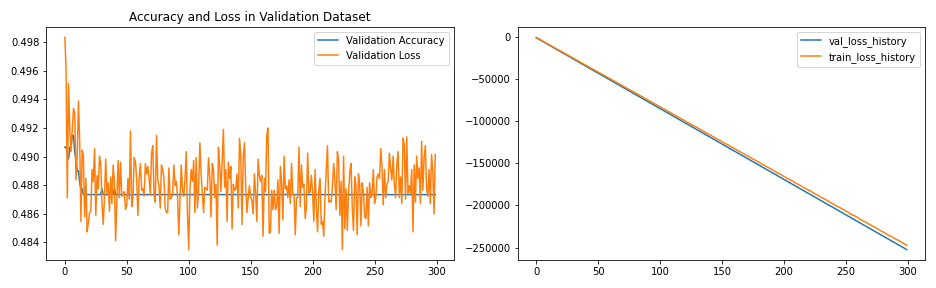 Accuracy and Loss in Validation Dataset
Validation Accuracy
Validation Loss
0.498
0.496
0.494
0.492
0.490
0.488
0.486
0.484
0 50 100 150 200 250 300
val_loss_history
train_loss_history
0
−50000
−100000
−150000
−200000
−250000
0 50 100 150 200 250 300